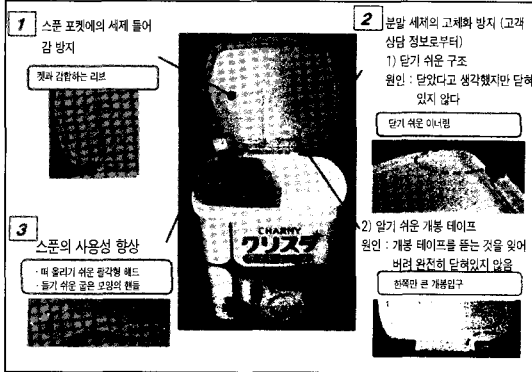 1
스푼 포켓에 세제 들어
감 방지
켓과 감합하는 리브
3
스푼의 사용성 향상
· 떠 올리기 쉬운 팔각형 헤드
· 들기 쉬운 굵은 모양의 핸들
CHARMY
クリスタ
2
분말 세제의 고체화 방지 (고객
상담 정보로부터)
1) 닫기 쉬운 구조
원인 : 닫았다고 생각했지만 닫혀
있지 않다
닫기 쉬운 이너림
2) 알기 쉬운 개봉 테이프
원인 : 개봉 테이프를 뜯는 것을 잊어
버려 완전히 닫혀있지 않음
한쪽만 큰 개봉입구